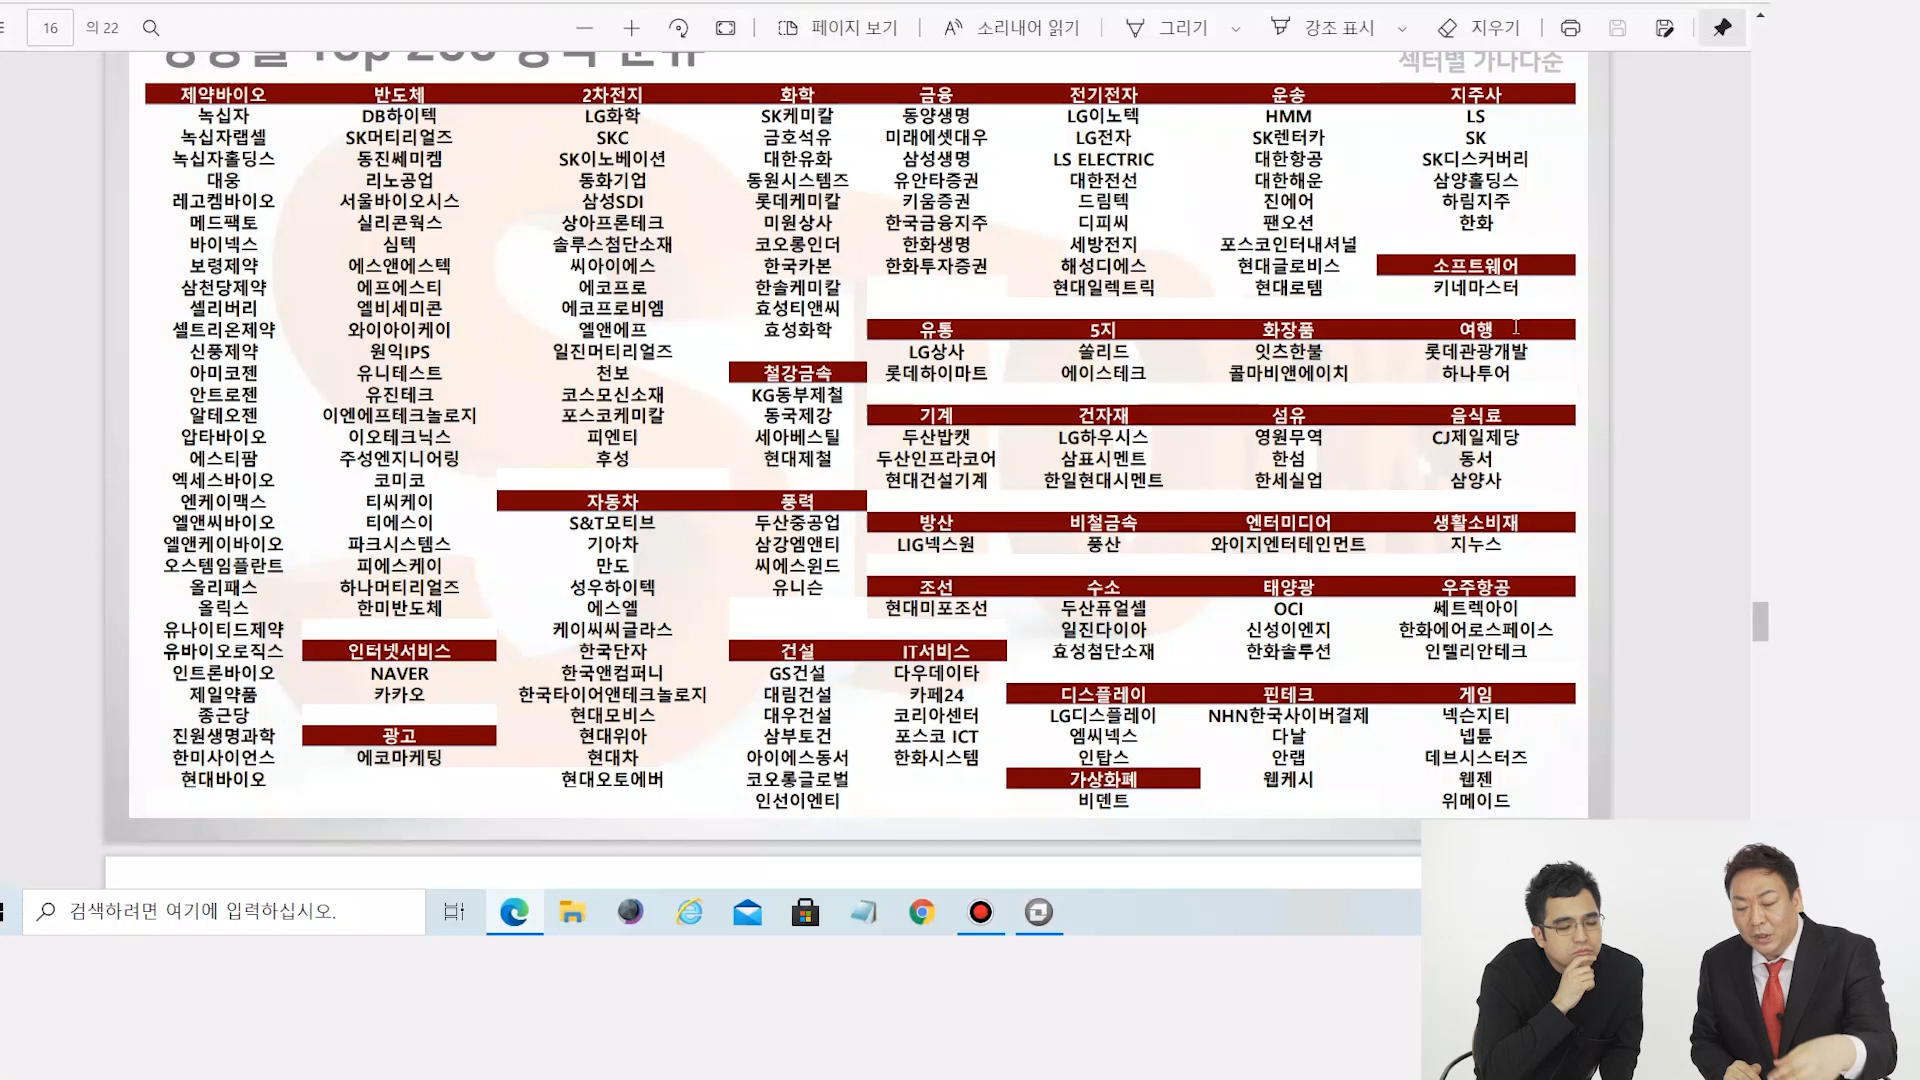 16 의 22
페이지 보기
소리내어 읽기
그리기
강조 표시
지우기
섹터별 가나다순
제약바이오
녹십자
녹십자랩셀
녹십자홀딩스
대웅
레고켐바이오
메드팩토
바이넥스
보령제약
삼천당제약
셀리버리
셀트리온제약
신풍제약
아미코젠
안트로젠
알테오젠
압타바이오
에스티팜
엑세스바이오
엔케이맥스
엘앤씨바이오
엘앤케이바이오
오스템임플란트
올리패스
올릭스
유나이티드제약
유바이오로직스
인트론바이오
제일약품
종근당
진원생명과학
한미사이언스
현대바이오
반도체
DB하이텍
SK머티리얼즈
동진쎄미켐
리노공업
서울바이오시스
실리콘웍스
심텍
에스앤에스텍
에프에스티
엘비세미콘
와이아이케이
원익IPS
유니테스트
유진테크
이엔에프테크놀로지
이오테크닉스
주성엔지니어링
코미코
티씨케이
티에스이
파크시스템스
피에스케이
하나머티리얼즈
한미반도체
인터넷서비스
NAVER
카카오
광고
에코마케팅
2차전지
LG화학
SKC
SK이노베이션
동화기업
삼성SDI
상아프론테크
솔루스첨단소재
씨아이에스
에코프로
에코프로비엠
엘앤에프
일진머티리얼즈
천보
코스모신소재
포스코케미칼
피엔티
후성
자동차
S&T모티브
기아차
만도
성우하이텍
에스엘
케이씨씨글라스
한국단자
한국앤컴퍼니
한국타이어앤테크놀로지
현대모비스
현대위아
현대차
현대오토에버
화학
SK케미칼
금호석유
대한유화
동원시스템즈
롯데케미칼
미원상사
코오롱인더
한국카본
한솔케미칼
효성티앤씨
효성화학
철강금속
KG동부제철
동국제강
세아베스틸
현대제철
풍력
두산중공업
삼강엠앤티
씨에스윈드
유니슨
건설
GS건설
대림건설
대우건설
삼부토건
아이에스동서
코오롱글로벌
인선이엔티
금융
동양생명
미래에셋대우
삼성생명
유안타증권
키움증권
한국금융지주
한화생명
한화투자증권
유통
LG상사
롯데하이마트
기계
두산밥캣
두산인프라코어
현대건설기계
방산
LIG넥스원
조선
현대미포조선
IT서비스
다우데이타
카페24
코리아센터
포스코 ICT
한화시스템
전기전자
LG이노텍
LG전자
LS ELECTRIC
대한전선
드림텍
디피씨
세방전지
해성디에스
현대일렉트릭
5지
쏠리드
에이스테크
건자재
LG하우시스
삼표시멘트
한일현대시멘트
비철금속
풍산
수소
두산퓨얼셀
일진다이아
효성첨단소재
디스플레이
LG디스플레이
엠씨넥스
인탑스
가상화폐
비덴트
운송
HMM
SK렌터카
대한항공
대한해운
진에어
팬오션
포스코인터내셔널
현대글로비스
현대로템
화장품
잇츠한불
콜마비앤에이치
섬유
영원무역
한섬
한세실업
엔터미디어
와이지엔터테인먼트
태양광
OCI
신성이엔지
한화솔루션
핀테크
NHN한국사이버결제
다날
안랩
웹케시
지주사
LS
SK
SK디스커버리
삼양홀딩스
하림지주
한화
소프트웨어
키네마스터
여행
롯데관광개발
하나투어
음식료
CJ제일제당
동서
삼양사
생활소비재
지누스
우주항공
쎄트렉아이
한화에어로스페이스
인텔리안테크
게임
넥슨지티
넵튠
데브시스터즈
웹젠
위메이드
검색하려면 여기에 입력하십시오.